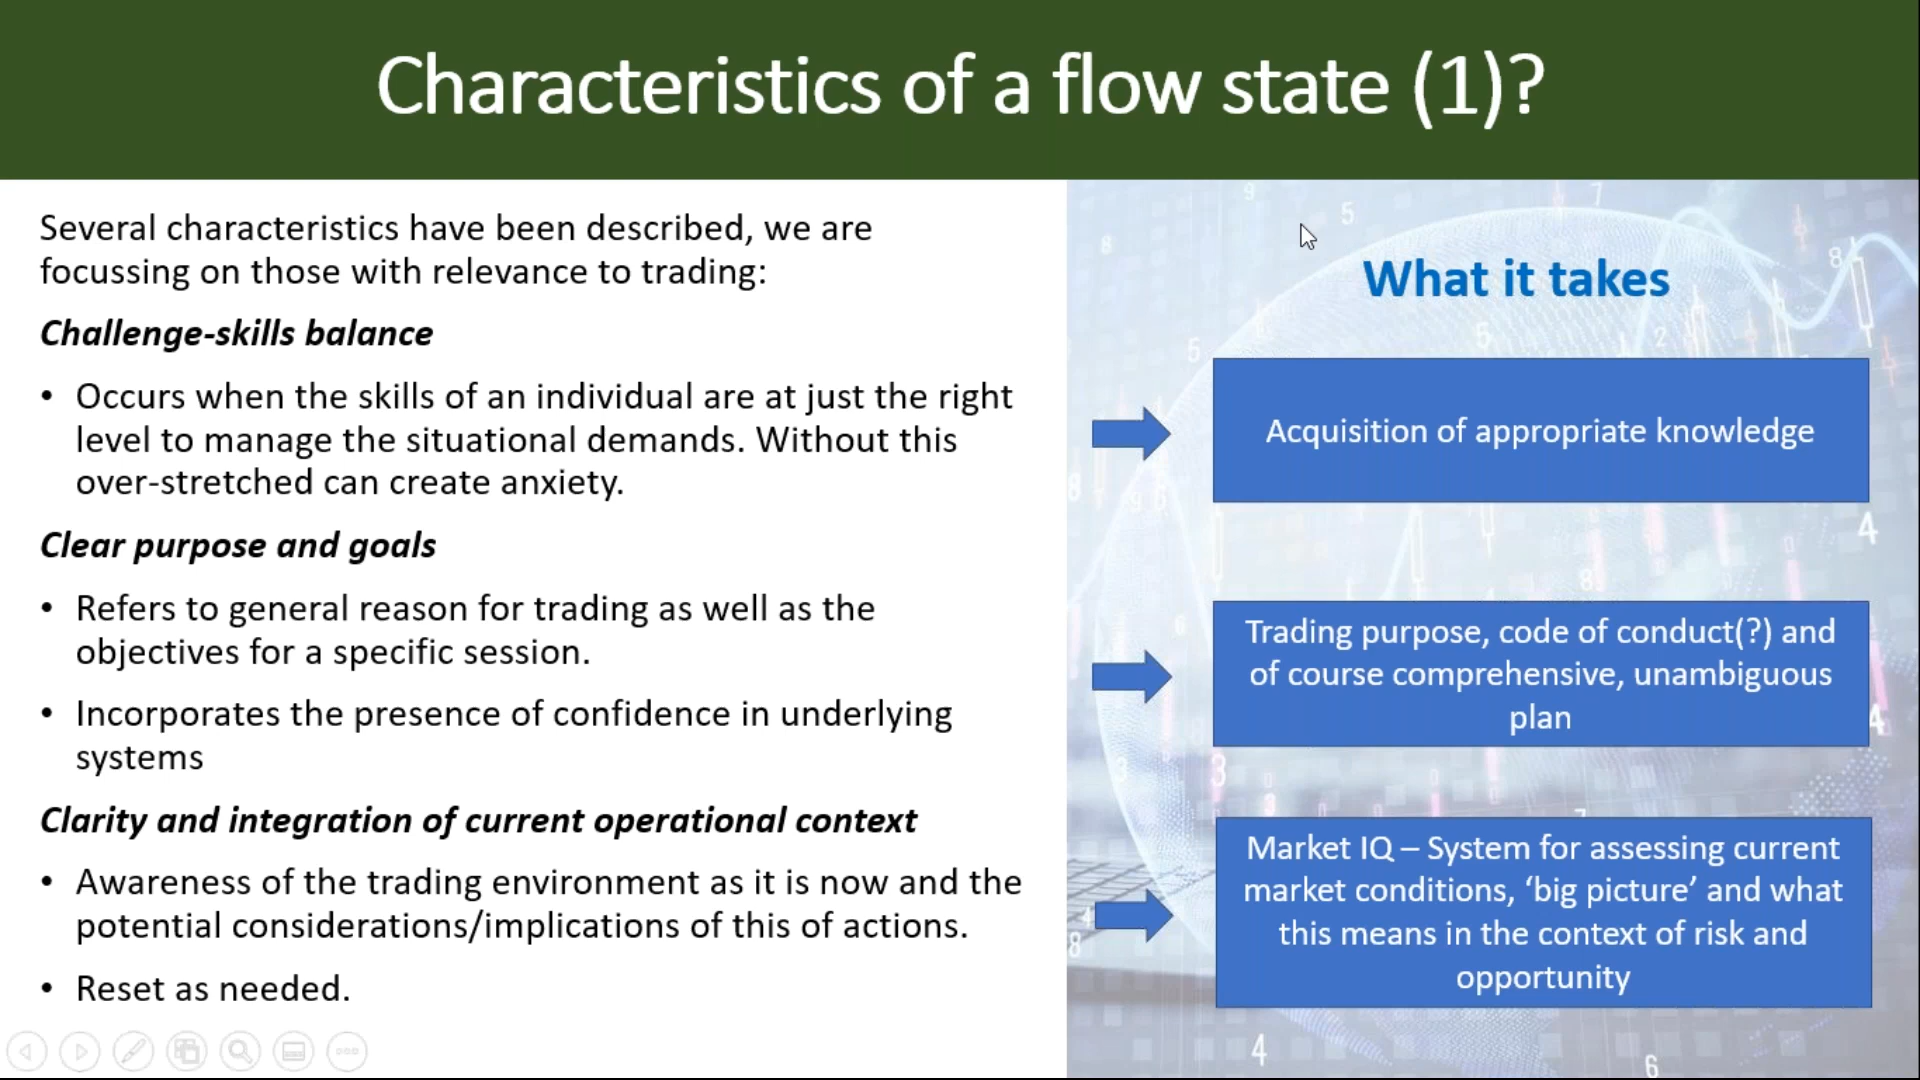 Characteristics of a flow state (1)?
Several characteristics have been described, we are
focussing on those with relevance to trading:
Challenge-skills balance
• Occurs when the skills of an individual are at just the right
level to manage the situational demands. Without this
over-stretched can create anxiety.
Clear purpose and goals
• Refers to general reason for trading as well as the
objectives for a specific session.
• Incorporates the presence of confidence in underlying
systems
Clarity and integration of current operational context
• Awareness of the trading environment as it is now and the
potential considerations/implications of this of actions.
• Reset as needed.
What it takes
Acquisition of appropriate knowledge
Trading purpose, code of conduct(?) and
of course comprehensive, unambiguous
plan
Market IQ – System for assessing current
market conditions, ‘big picture’ and what
this means in the context of risk and
opportunity